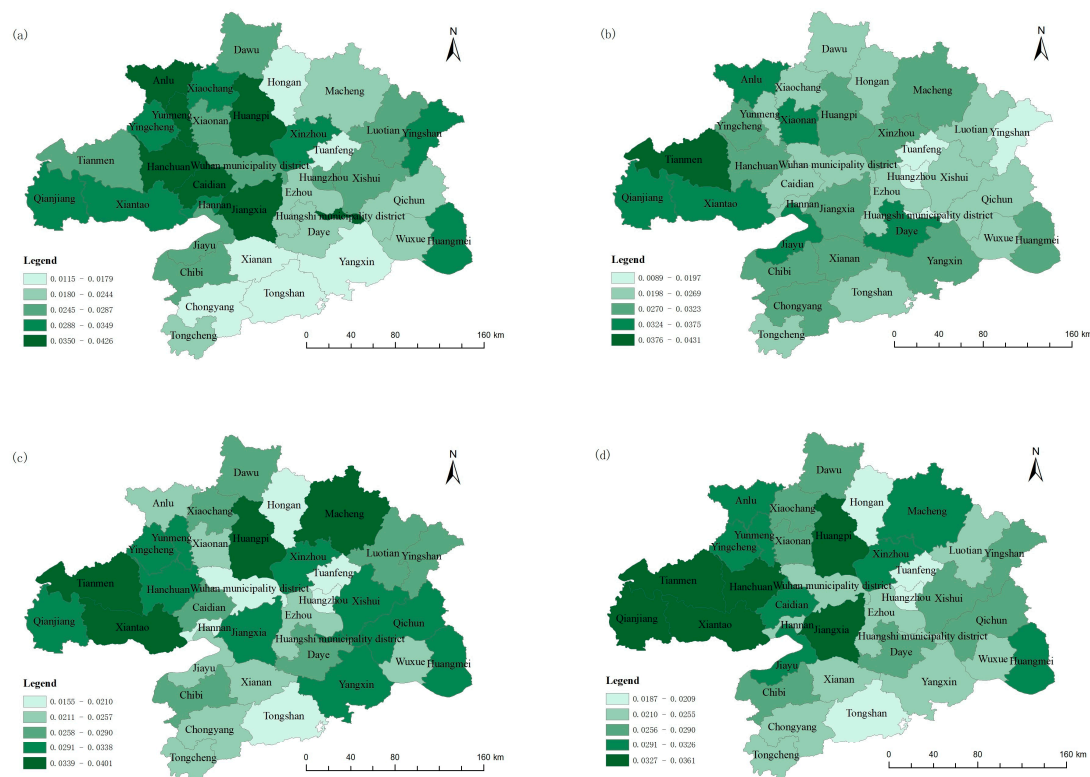 (a)
N
Dawu
Anlu
Xiaochang
Hongan
Macheng
Yunmeng
Yingcheng
Xiaonan
Huangpi
Xinzhou
Luotian
Yingshan
Tuanfeng
Tianmen
Hanchuan
Wuhan municipality district
Huangzhou
Xishui
Caidian
Qianjiang
Xiantao
Hannan
Jiangxia
Ezhou
Qichun
Huangshi municipality district
Jiayu
Daye
Wuxue
Huangmei
Xianan
Yangxin
Chibi
Tongshan
Chongyang
Tongcheng
Legend
0.0115 - 0.0179
0.0180 - 0.0244
0.0245 - 0.0287
0.0288 - 0.0349
0.0350 - 0.0426
0 40 80 160 km
(b)
N
Dawu
Anlu
Xiaochang
Hongan
Macheng
Yunmeng
Yingcheng
Xiaonan
Huangpi
Xinzhou
Luotian
Yingshan
Tuanfeng
Tianmen
Hanchuan
Wuhan municipality district
Huangzhou
Xishui
Caidian
Qianjiang
Xiantao
Hannan
Jiangxia
Ezhou
Qichun
Huangshi municipality district
Jiayu
Daye
Wuxue
Huangmei
Xianan
Yangxin
Chibi
Tongshan
Chongyang
Tongcheng
Legend
0.0089 - 0.0197
0.0198 - 0.0269
0.0270 - 0.0323
0.0324 - 0.0375
0.0376 - 0.0431
0 40 80 160 km
(c)
N
Dawu
Anlu
Xiaochang
Hongan
Macheng
Yunmeng
Yingcheng
Xiaonan
Huangpi
Xinzhou
Luotian
Yingshan
Tuanfeng
Tianmen
Hanchuan
Wuhan municipality district
Huangzhou
Xishui
Caidian
Qianjiang
Xiantao
Hannan
Jiangxia
Ezhou
Qichun
Huangshi municipality district
Jiayu
Daye
Wuxue
Huangmei
Xianan
Yangxin
Chibi
Tongshan
Chongyang
Tongcheng
Legend
0.0155 - 0.0210
0.0211 - 0.0257
0.0258 - 0.0290
0.0291 - 0.0338
0.0339 - 0.0401
0 40 80 160 km
(d)
N
Dawu
Anlu
Xiaochang
Hongan
Macheng
Yunmeng
Yingcheng
Xiaonan
Huangpi
Xinzhou
Luotian
Yingshan
Tuanfeng
Tianmen
Hanchuan
Wuhan municipality district
Huangzhou
Xishui
Caidian
Qianjiang
Xiantao
Hannan
Jiangxia
Ezhou
Qichun
Huangshi municipality district
Jiayu
Daye
Wuxue
Huangmei
Xianan
Yangxin
Chibi
Tongshan
Chongyang
Tongcheng
Legend
0.0187 - 0.0209
0.0210 - 0.0255
0.0256 - 0.0290
0.0291 - 0.0326
0.0327 - 0.0361
0 40 80 160 km